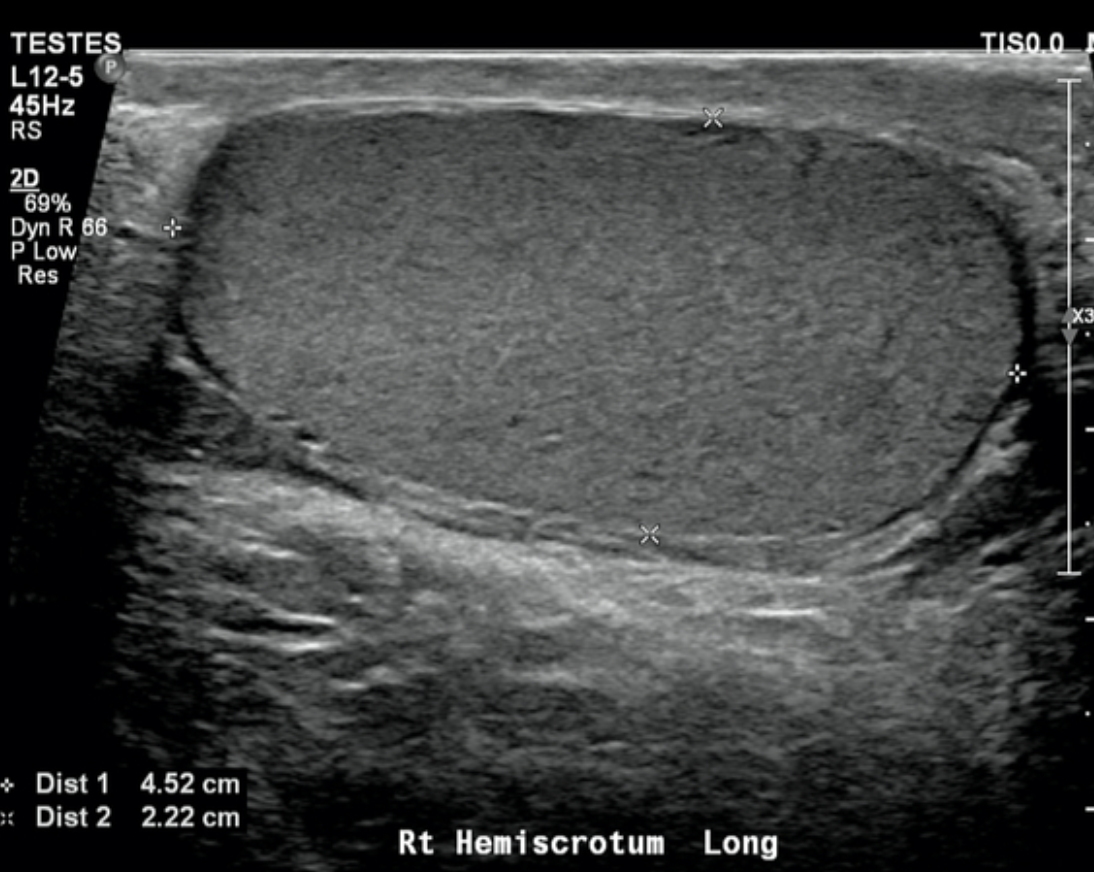 TESTES
TIS0.0
P
L12-5
45Hz
RS
2D
69%
Dyn R 66
P Low
Res
X3
Dist 1 4.52 cm
Dist 2 2.22 cm
Rt Hemiscrotum Long